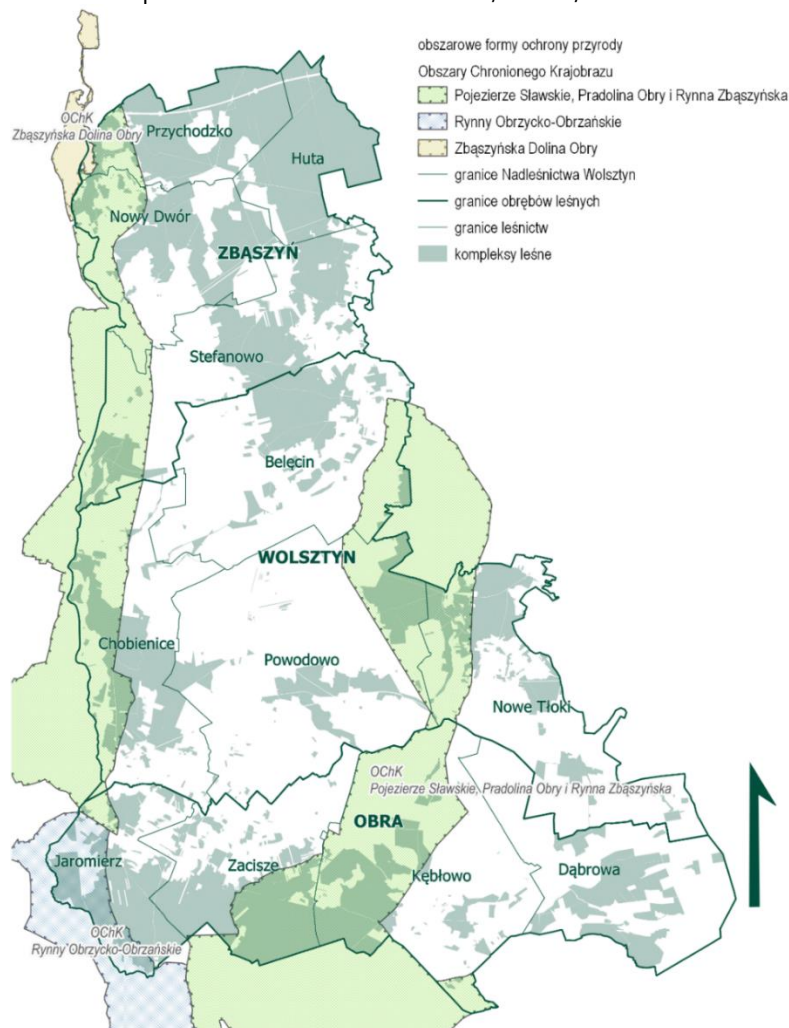 obszarowe formy ochrony przyrody
Obszary Chronionego Krajobrazu
Pojezierze Sławskie, Pradolina Obry i Rynna Zbąszyńska
Rynny Obrzycko-Obrzańskie
Zbąszyńska Dolina Obry
granice Nadleśnictwa Wolsztyn
granice obrębów leśnych
granice leśnictw
kompleksy leśne
OChK
Zbąszyńska Dolina Obry
Przychodzko
Huta
Nowy Dwór
ZBĄSZYŃ
Stefanowo
Belęcin
WOLSZTYN
Chobienice
Powodowo
Nowe Tłoki
OChK
Pojezierze Sławskie, Pradolina Obry i Rynna Zbąszyńska
OBRA
Jaromierz
Zacisze
Kębłowo
Dąbrowa
OChK
Rynny Obrzycko-Obrzańskie